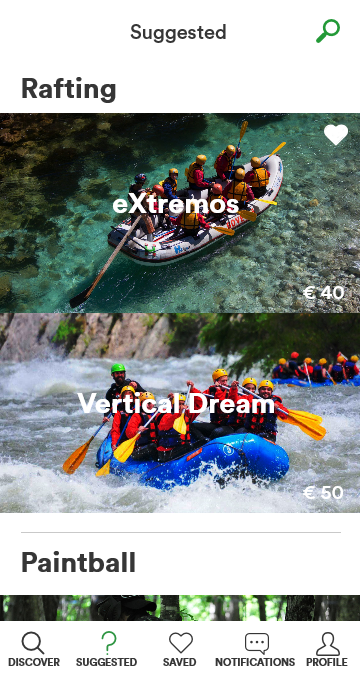 Suggested
Rafting
eXtremos
€ 40
Vertical Dream
€ 50
Paintball
DISCOVER SUGGESTED SAVED NOTIFICATIONS PROFILE